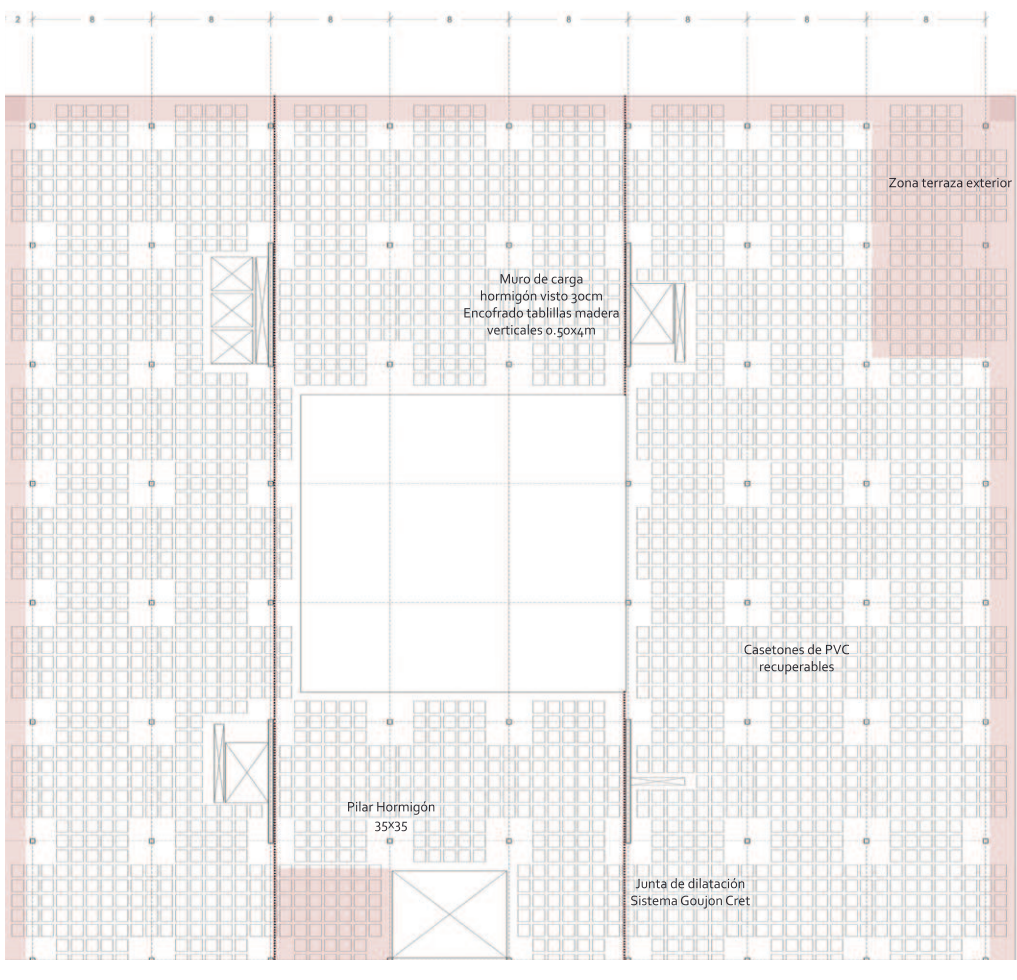 2 8 8 8 8 8 8 8 8
Zona terraza exterior
Muro de carga
hormigón visto 30cm
Encofrado tablillas madera
verticales 0.50x4m
Casetones de PVC
recuperables
Pilar Hormigón
35x35
Junta de dilatación
Sistema Goujon Cret